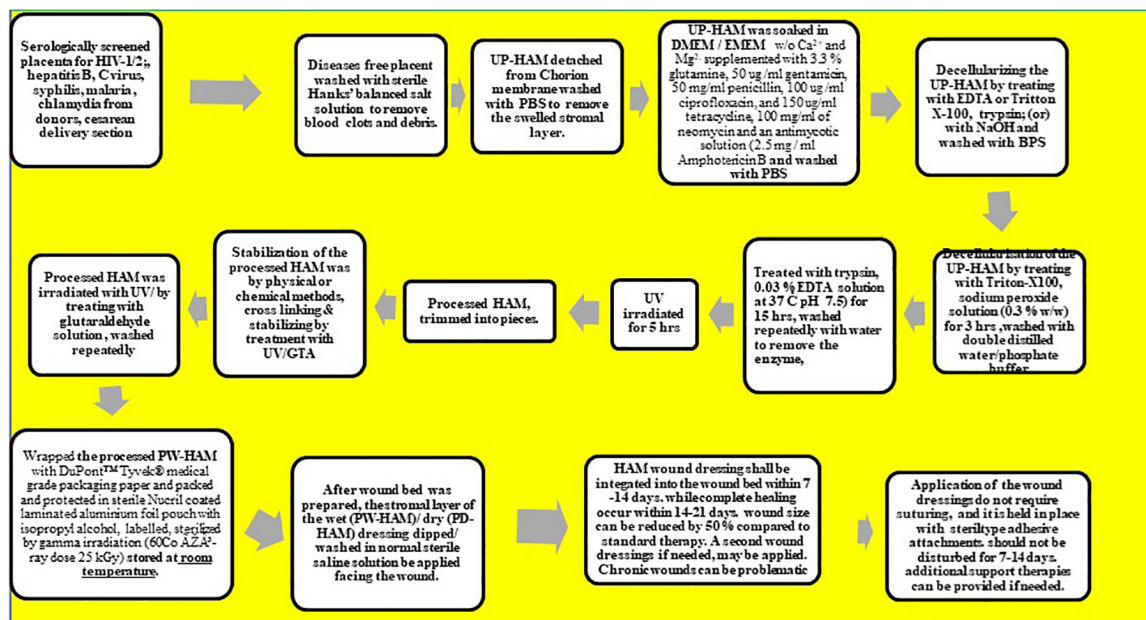 Serologically screened
placenta for HIV-1/2;,
hepatitis B, C virus,
syphilis, malaria,
chlamydia from
donors, cesarean
delivery section
Diseases free placent
washed with sterile
Hanks' balanced salt
solution to remove
blood clots and debris.
UP-HAM detached
from Chorion
membrane washed
with PBS to remove
the swelled stromal
layer.
UP-HAM was soaked in
DMEM / EMEM w/o Ca2+ and
Mg2- supplemented with 3.3 %
glutamine, 50 ug /ml gentamicin,
50 mg/ml penicillin, 100 ug/ml
ciprofloxacin, and 150 ug/ml
tetracycline, 100 mg/ml of
neomycin and an antimycotic
solution (2.5 mg / ml
Amphotericin B and washed
with PBS
Decellularizing the
UP-HAM by treating
with EDTA or Tritton
X-100, trypsin; (or)
with NaOH and
washed with BPS
Decellularisation of the
UP-HAM by treating
with Triton-X100,
sodium peroxide
solution (0.3 % w/w)
for 3 hrs ,washed with
double distilled
water/phosphate
buffer
Treated with trypsin,
0.03 % EDTA solution
at 37 C pH 7.5) for
15 hrs, washed
repeatedly with water
to remove the
enzyme,
UV
irradiated
for 5 hrs
Processed HAM,
trimmed into pieces.
Stabilization of the
processed HAM was
by physical or
chemical methods,
cross linking &
stabilizing by
treatment with
UV/GTA
Processed HAM was
irradiated with UV/ by
treating with
glutaraldehyde
solution, washed
repeatedly
Wrapped the processed PW-HAM
with DuPont™ Tyvek® medical
grade packaging paper and packed
and protected in sterile Nucril coated
laminated aluminium foil pouch with
isopropyl alcohol, labelled, sterilized
by gamma irradiation (60Co AZA³-
ray dose 25 kGy) stored at room
temperature.
After wound bed was
prepared, the stromal layer of
the wet (PW-HAM)/ dry (PD-
HAM) dressing dipped/
washed in normal sterile
saline solution be applied
facing the wound.
HAM wound dressing shall be
integated into the wound bed within 7
-14 days. while complete healing
occur within 14-21 days. wound size
can be reduced by 50 % compared to
standard therapy. A second wound
dressings if needed, may be applied.
Chronic wounds can be problematic
Application of the wound
dressings do not require
suturing, and it is held in place
with steriltype adhesive
attachments. should not be
disturbed for 7-14 days.
additional support therapies
can be provided if needed.